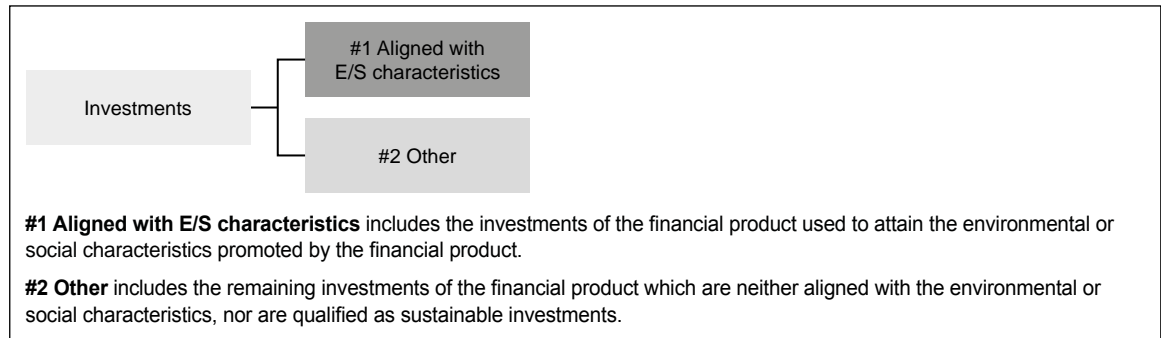 #1 Aligned with
E/S characteristics
Investments
#2 Other
#1 Aligned with E/S characteristics includes the investments of the financial product used to attain the environmental or
social characteristics promoted by the financial product.
#2 Other includes the remaining investments of the financial product which are neither aligned with the environmental or
social characteristics, nor are qualified as sustainable investments.